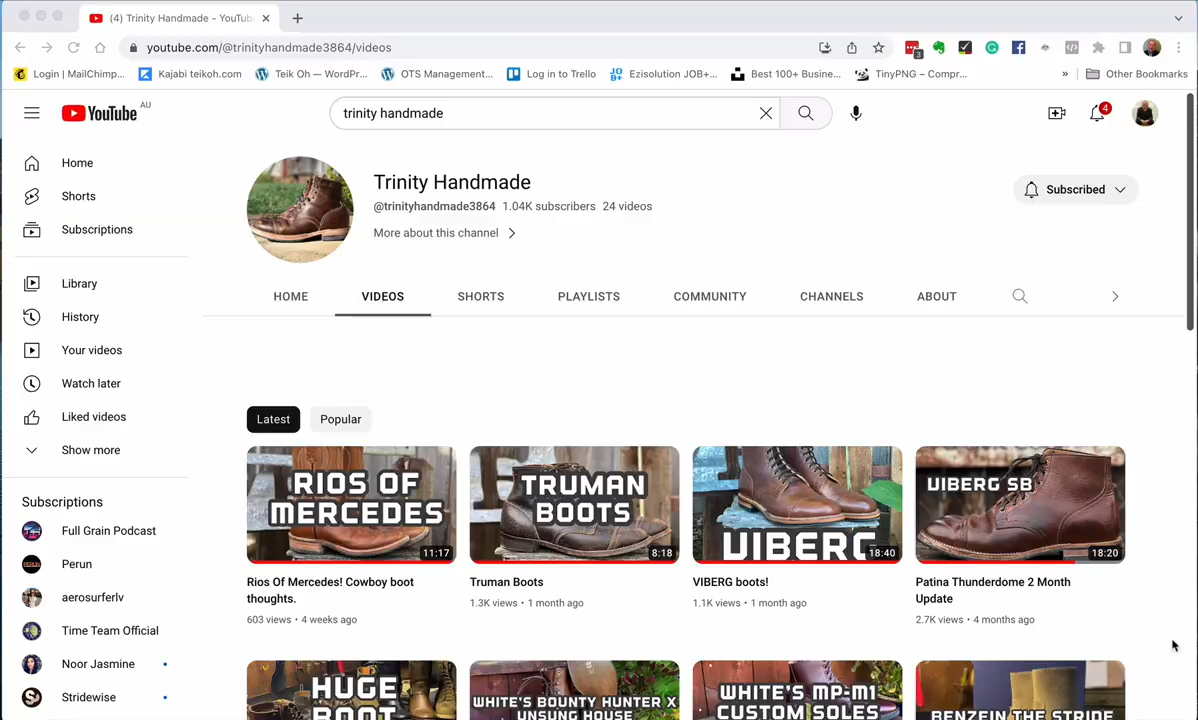 (4) Trinity Handmade - YouTub
youtube.com/@trinityhandmade3864/videos
3
Login | MailChimp...
Kajabi teikoh.com
Teik Oh — WordPr...
OTS Management...
Log in to Trello
Ezisolution JOB+...
Best 100+ Busine...
TinyPNG – Compr...
»
Other Bookmarks
YouTube AU
trinity handmade
4
Home
Shorts
Subscriptions
Library
History
Your videos
Watch later
Liked videos
Show more
Subscriptions
Full Grain Podcast
Perun
aerosurferlv
Time Team Official
Noor Jasmine
Stridewise
Trinity Handmade
@trinityhandmade3864 1.04K subscribers 24 videos
More about this channel
Subscribed
HOME
VIDEOS
SHORTS
PLAYLISTS
COMMUNITY
CHANNELS
ABOUT
Latest
Popular
RIOS OF
MERCEDES
11:17
Rios Of Mercedes! Cowboy boot
thoughts.
603 views • 4 weeks ago
TRUMAN
BOOTS
8:18
Truman Boots
1.3K views • 1 month ago
VIBERG
18:40
VIBERG boots!
1.1K views • 1 month ago
VIBERG SB
18:20
Patina Thunderdome 2 Month
Update
2.7K views • 4 months ago
HUGE
BOOT
WHITE'S BOUNTY HUNTER X
UNSUNG HOUSE
WHITE'S MP-M1
CUSTOM SOLES
BENZEIN THE STRIDE